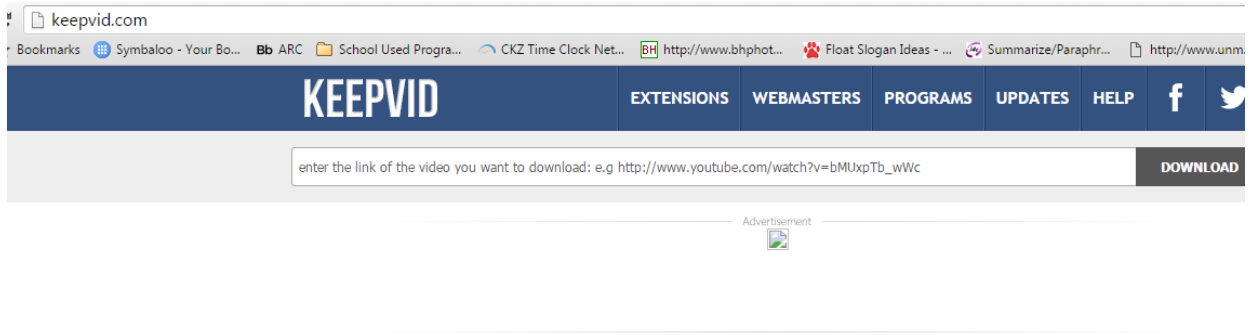 keepvid.com
Bookmarks Symbaloo - Your Bo... Bb ARC School Used Progra... CKZ Time Clock Net... BH http://www.bhphot... Float Slogan Ideas - ... Summarize/Paraphr... http://www.unm.
KEEPVID EXTENSIONS WEBMASTERS PROGRAMS UPDATES HELP f
enter the link of the video you want to download: e.g http://www.youtube.com/watch?v=bMUxpTb_wWc DOWNLOAD
Advertisement